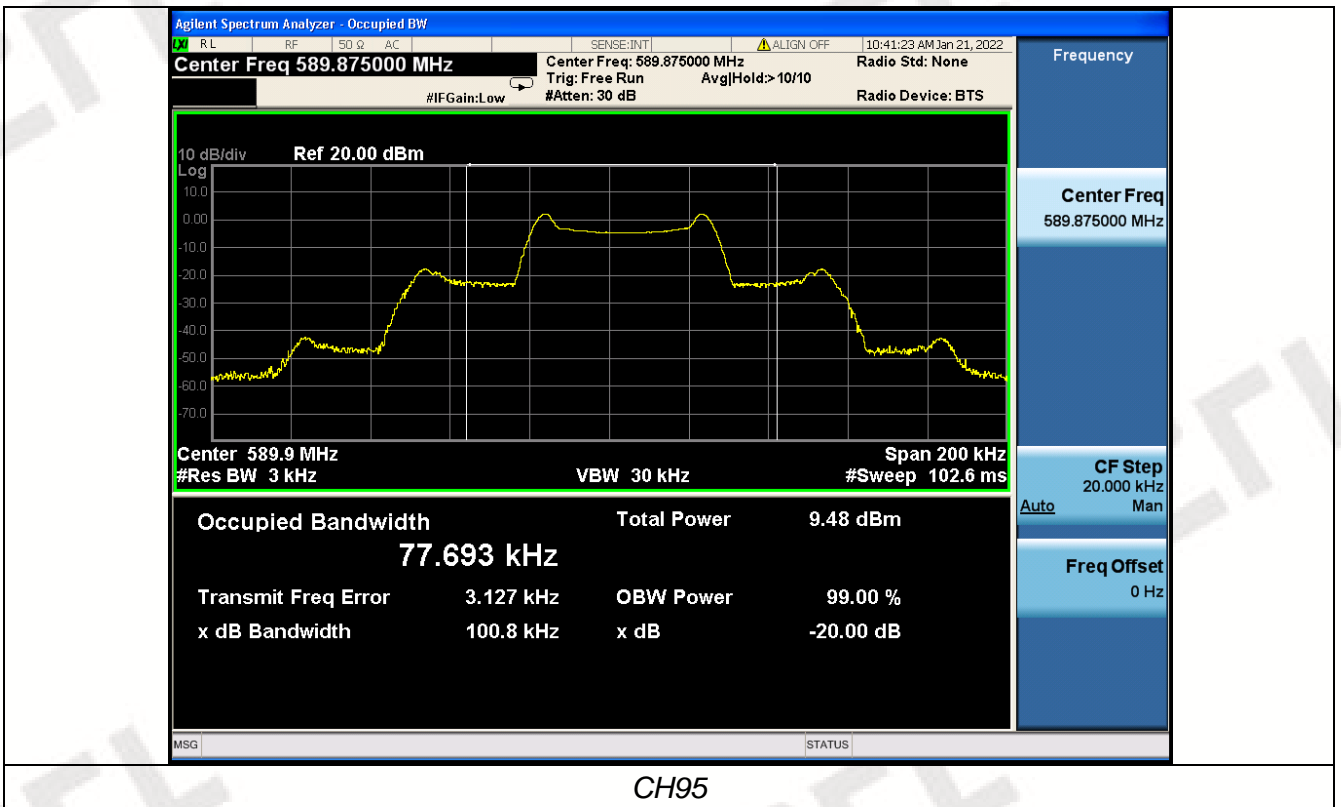 Agilent Spectrum Analyzer - Occupied BW
LXI RL RF 50 Ω AC SENSE:INT ⚠ALIGN OFF 10:41:23 AM Jan 21, 2022
Center Freq 589.875000 MHz
Center Freq: 589.875000 MHz Radio Std: None
Trig: Free Run Avg|Hold:>10/10
#IFGain:Low #Atten: 30 dB Radio Device: BTS
10 dB/div Ref 20.00 dBm
Log
10.0
0.00
-10.0
-20.0
-30.0
-40.0
-50.0
-60.0
-70.0
Center 589.9 MHz Span 200 kHz
#Res BW 3 kHz VBW 30 kHz #Sweep 102.6 ms
Occupied Bandwidth Total Power 9.48 dBm
77.693 kHz
Transmit Freq Error 3.127 kHz OBW Power 99.00 %
x dB Bandwidth 100.8 kHz x dB -20.00 dB
MSG STATUS
Frequency
Center Freq
589.875000 MHz
CF Step
20.000 kHz
Auto Man
Freq Offset
0 Hz
CH95